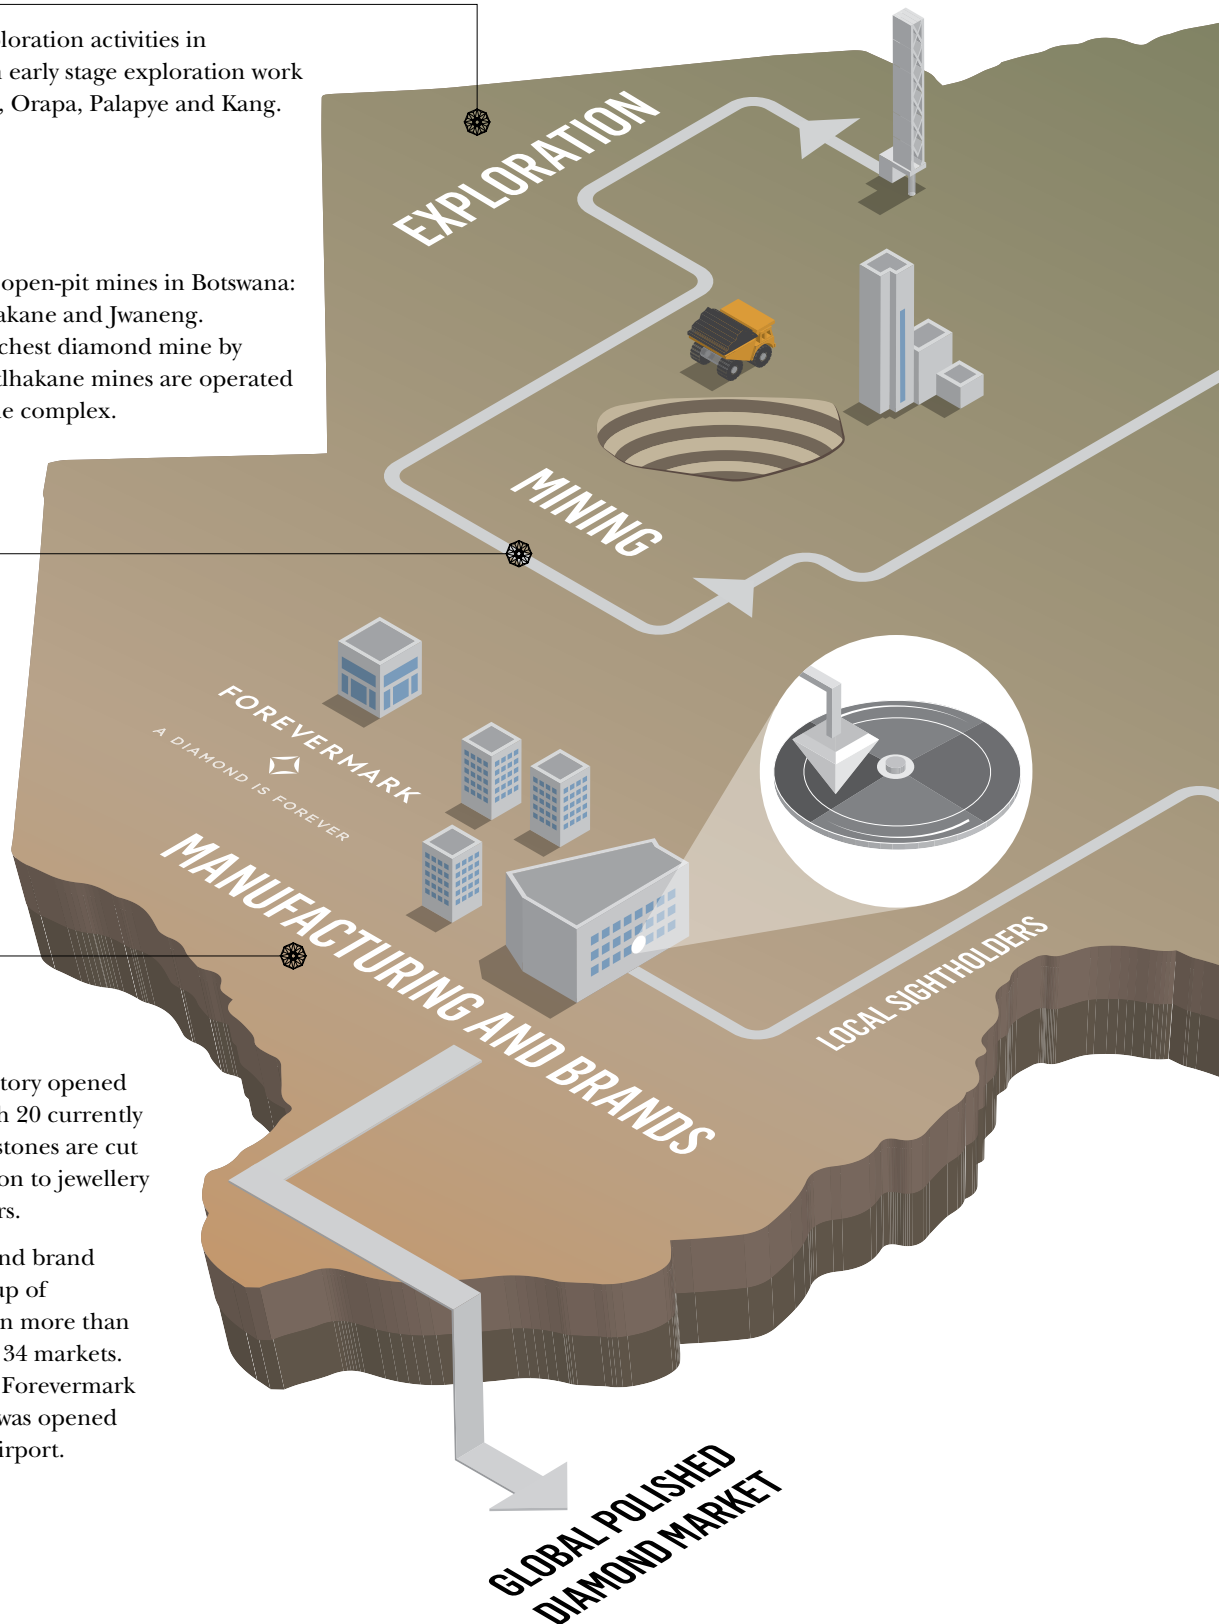 loration activities in
early stage exploration work
, Orapa, Palapye and Kang.
EXPLORATION
open-pit mines in Botswana:
akane and Jwaneng.
chest diamond mine by
tlhakane mines are operated
e complex.
MINING
FOREVERMARK
A DIAMOND IS FOREVER
MANUFACTURING AND BRANDS
LOCAL SIGHTHOLDERS
tory opened
h 20 currently
stones are cut
on to jewellery
rs.
nd brand
up of
n more than
34 markets.
Forevermark
was opened
irport.
GLOBAL POLISHED
DIAMOND MARKET